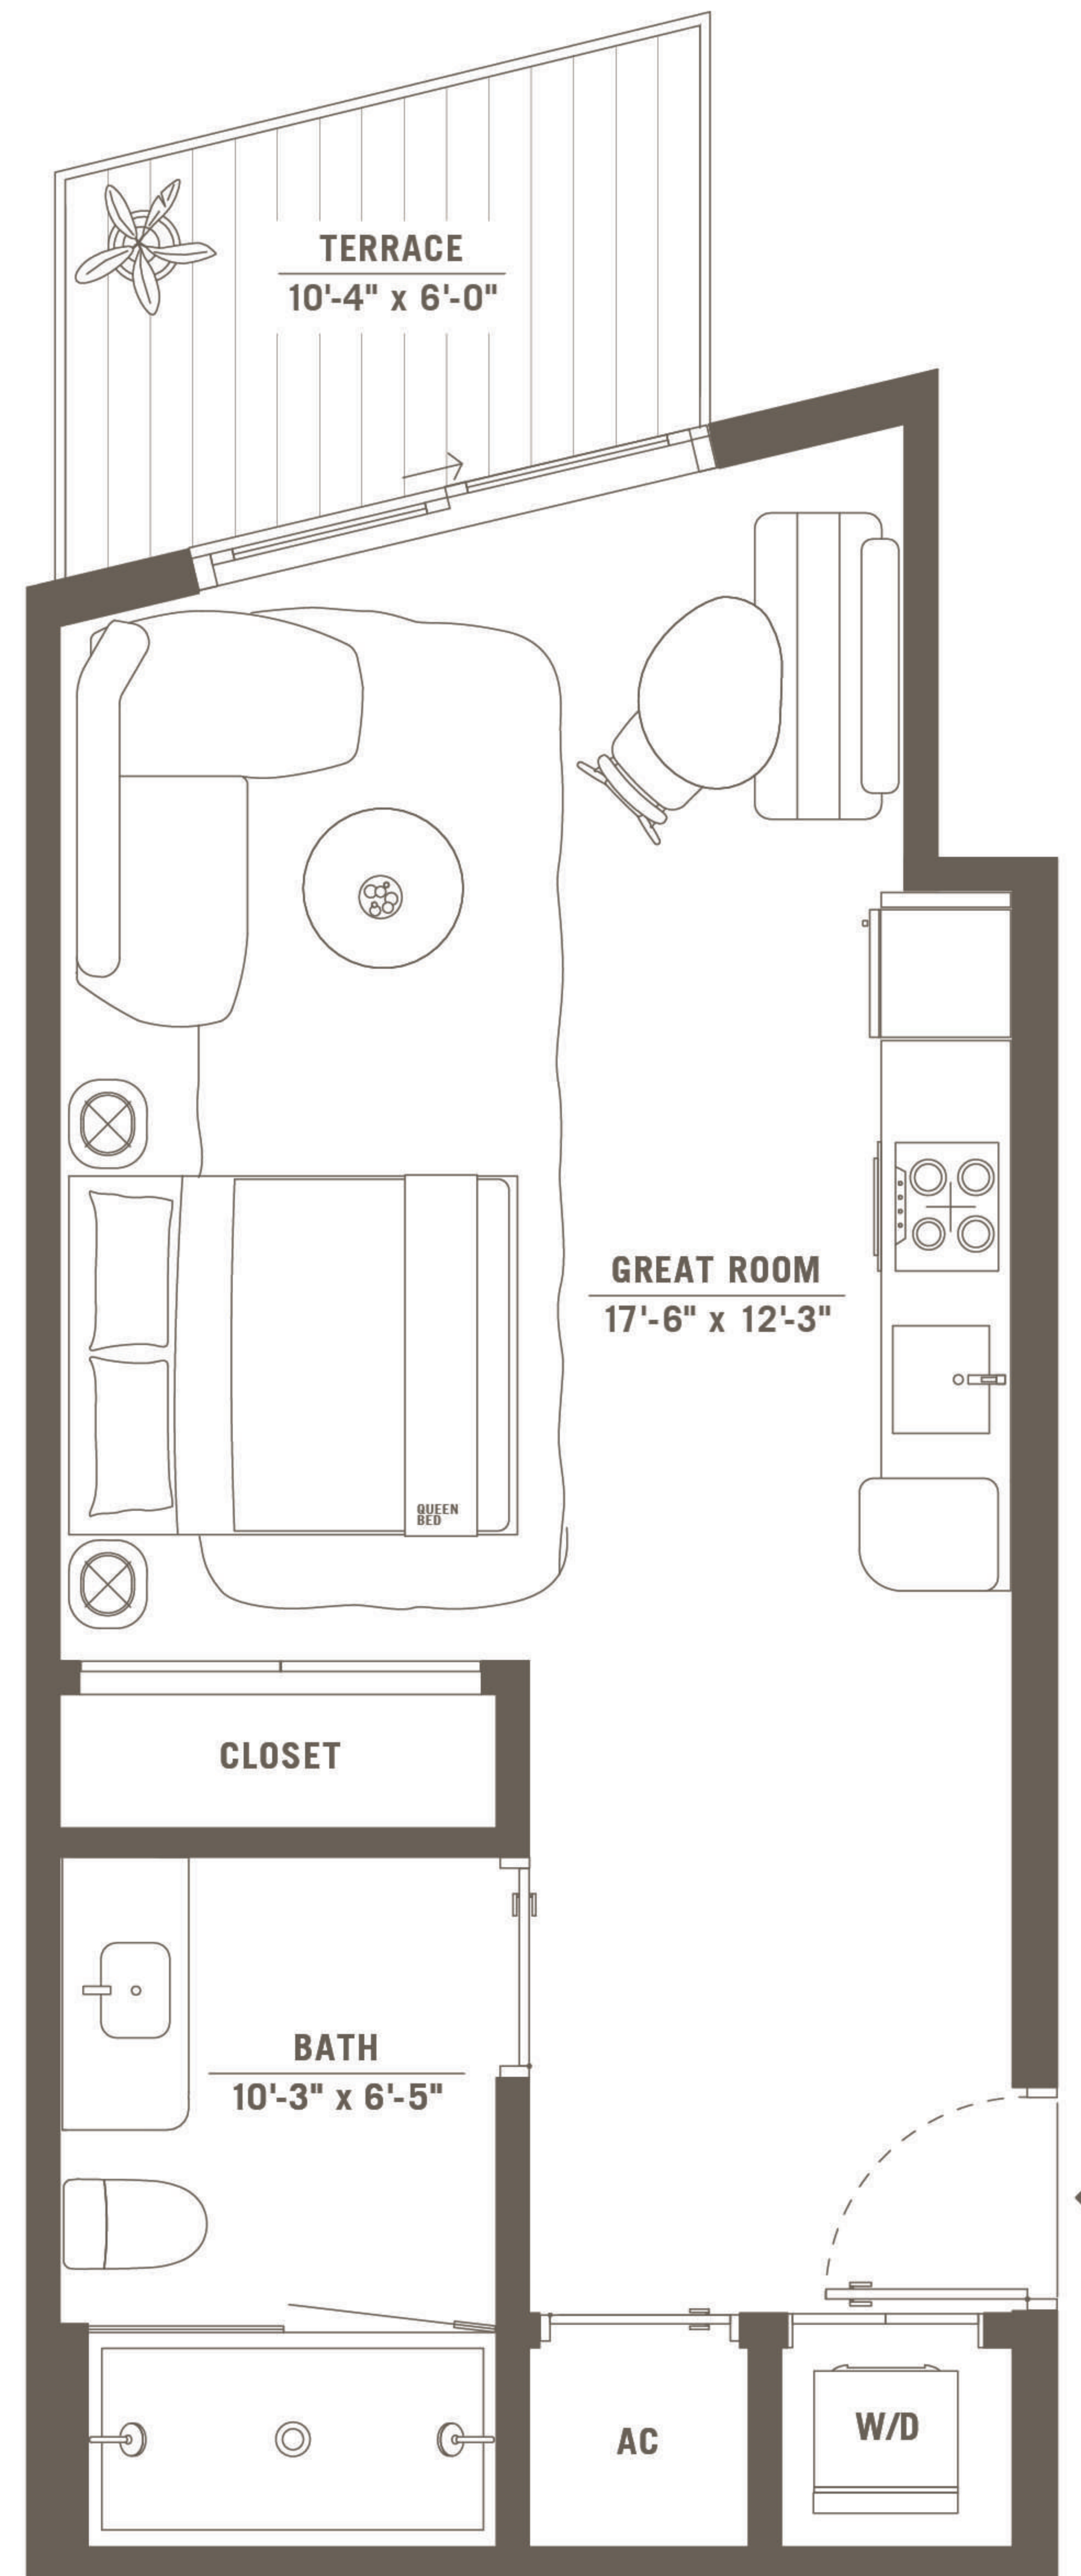 TERRACE
10'-4" x 6'-0"
GREAT ROOM
17'-6" x 12'-3"
QUEEN
BED
CLOSET
BATH
10'-3" x 6'-5"
AC
W/D